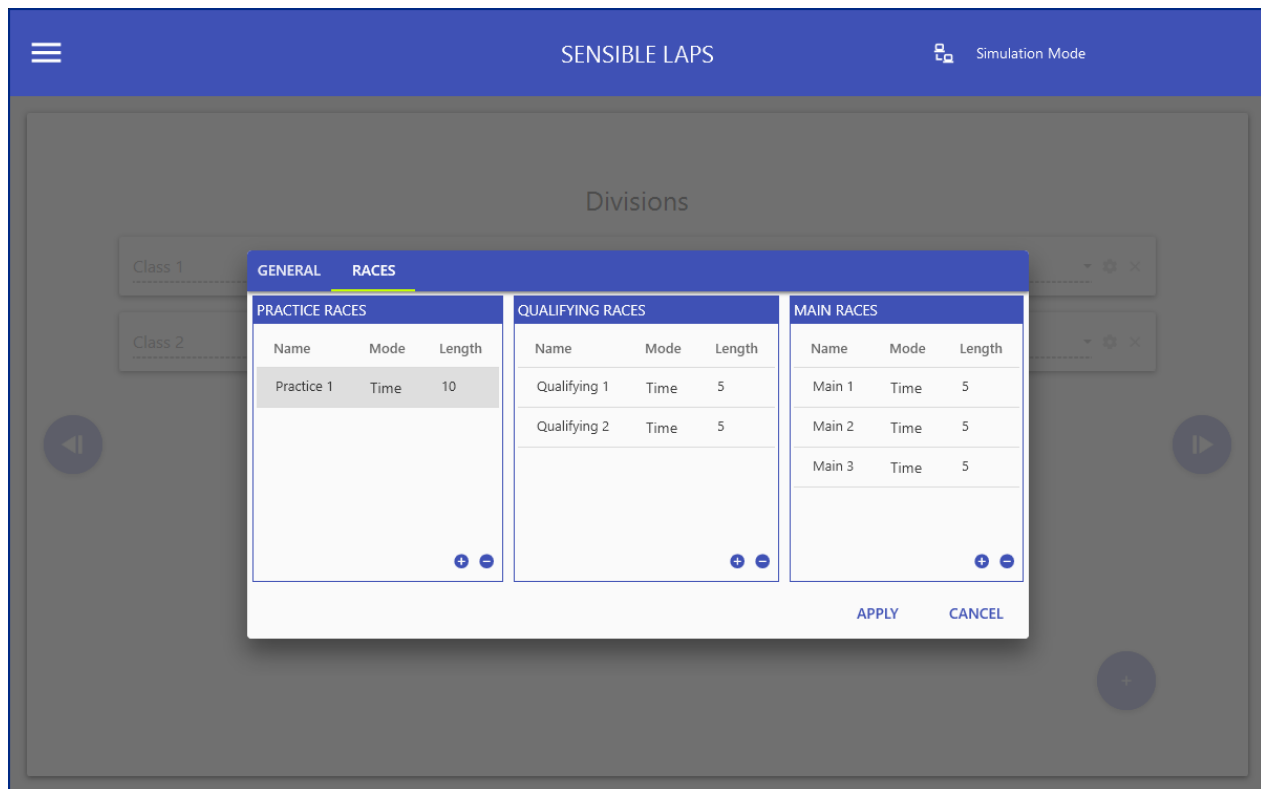 SENSIBLE LAPS
Simulation Mode
Divisions
Class 1
Class 2
GENERAL RACES
PRACTICE RACES
Name Mode Length
Practice 1 Time 10
QUALIFYING RACES
Name Mode Length
Qualifying 1 Time 5
Qualifying 2 Time 5
MAIN RACES
Name Mode Length
Main 1 Time 5
Main 2 Time 5
Main 3 Time 5
APPLY CANCEL